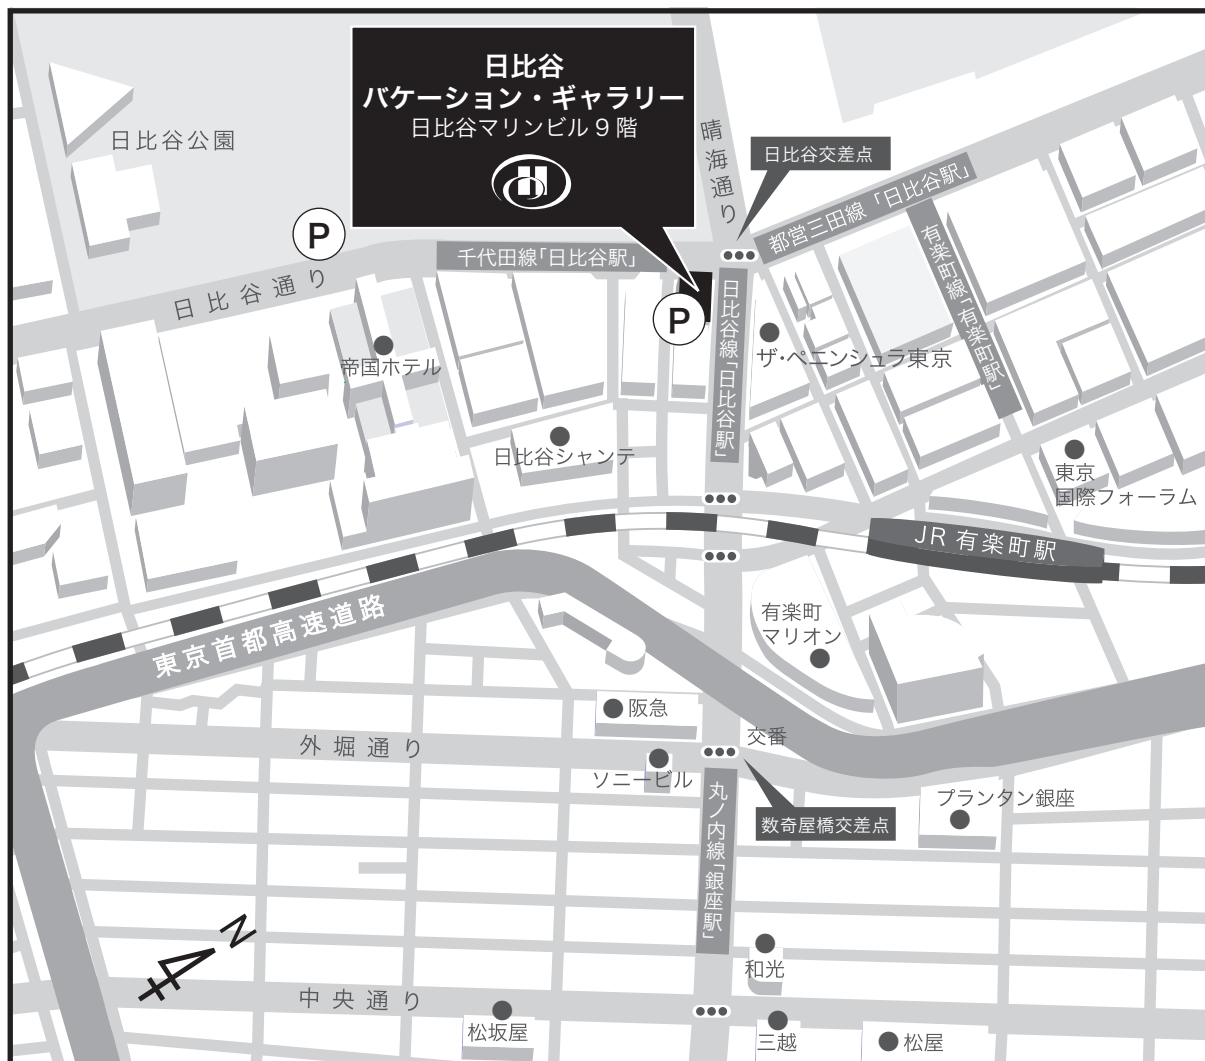 日比谷
バケーション・ギャラリー
日比谷マリンビル9階
日比谷公園
晴海通り
日比谷交差点
P
千代田線「日比谷駅」
都営三田線「日比谷駅」
日比谷通り
有楽町線「有楽町駅」
P
日比谷線「日比谷駅」
帝国ホテル
ザ・ペニンシュラ東京
日比谷シャンテ
東京
国際フォーラム
JR 有楽町駅
東京首都高速道路
有楽町
マリオン
阪急
外堀通り
交番
ソニービル
プランタン銀座
数奇屋橋交差点
丸ノ内線「銀座駅」
N
和光
中央通り
松坂屋
三越
松屋